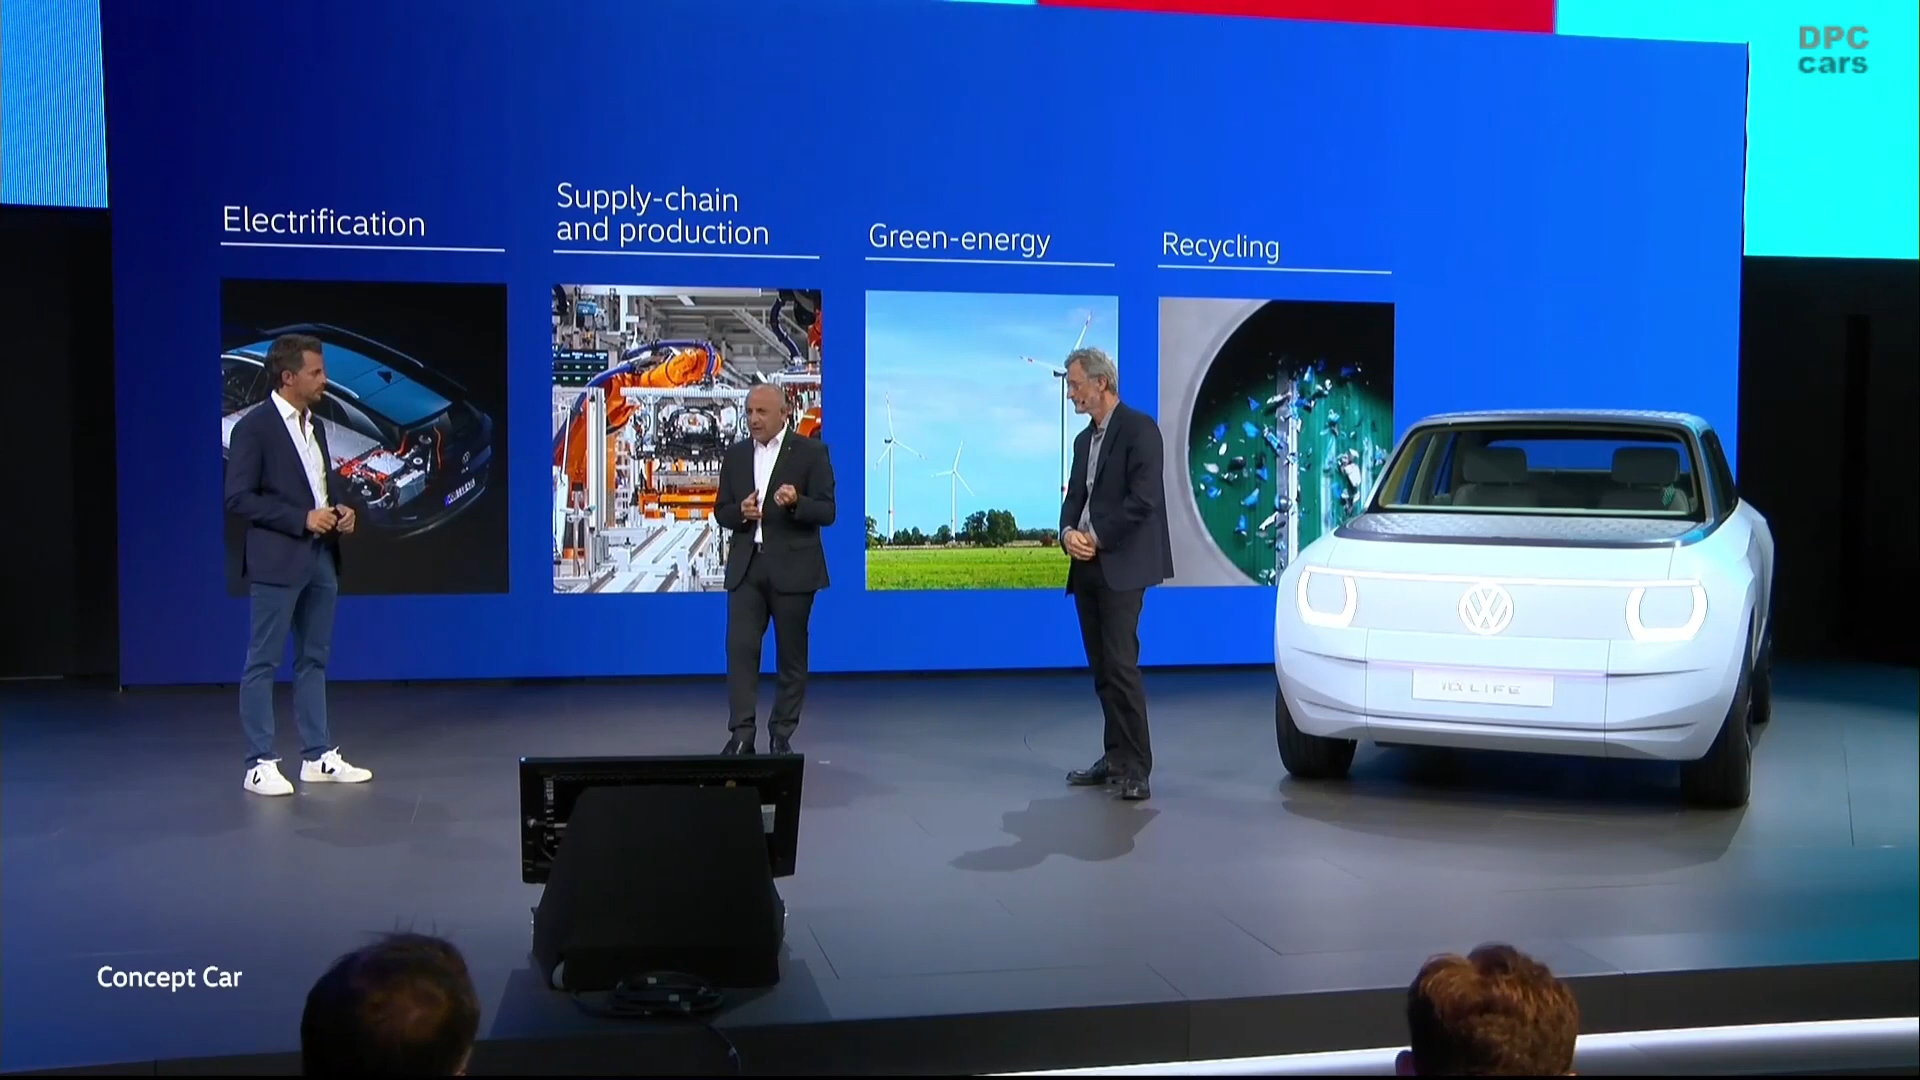 DPC
cars
Electrification
Supply-chain
and production
Green-energy
Recycling
ID. LIFE
Concept Car